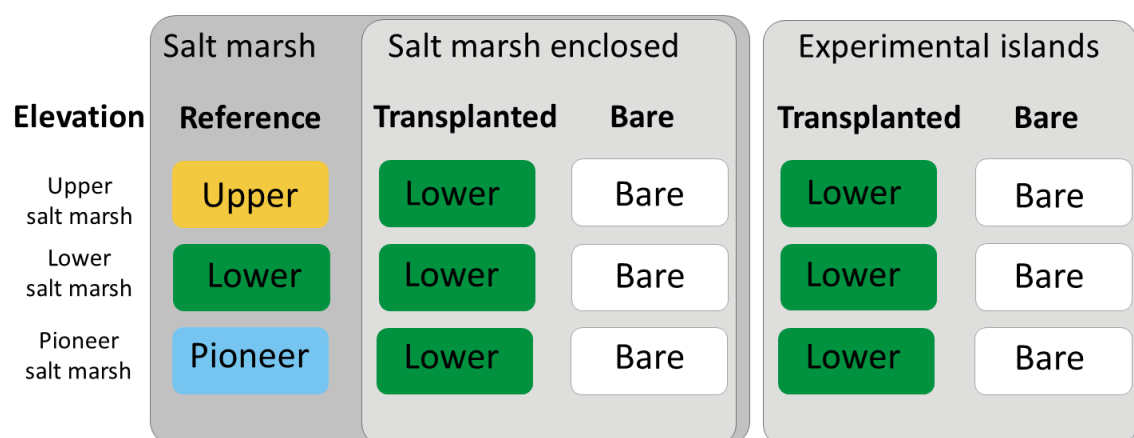 Salt marsh Salt marsh enclosed Experimental islands
Elevation Reference Transplanted Bare Transplanted Bare
Upper
salt marsh
Upper Lower Bare Lower Bare
Lower
salt marsh
Lower Lower Bare Lower Bare
Pioneer
salt marsh
Pioneer Lower Bare Lower Bare